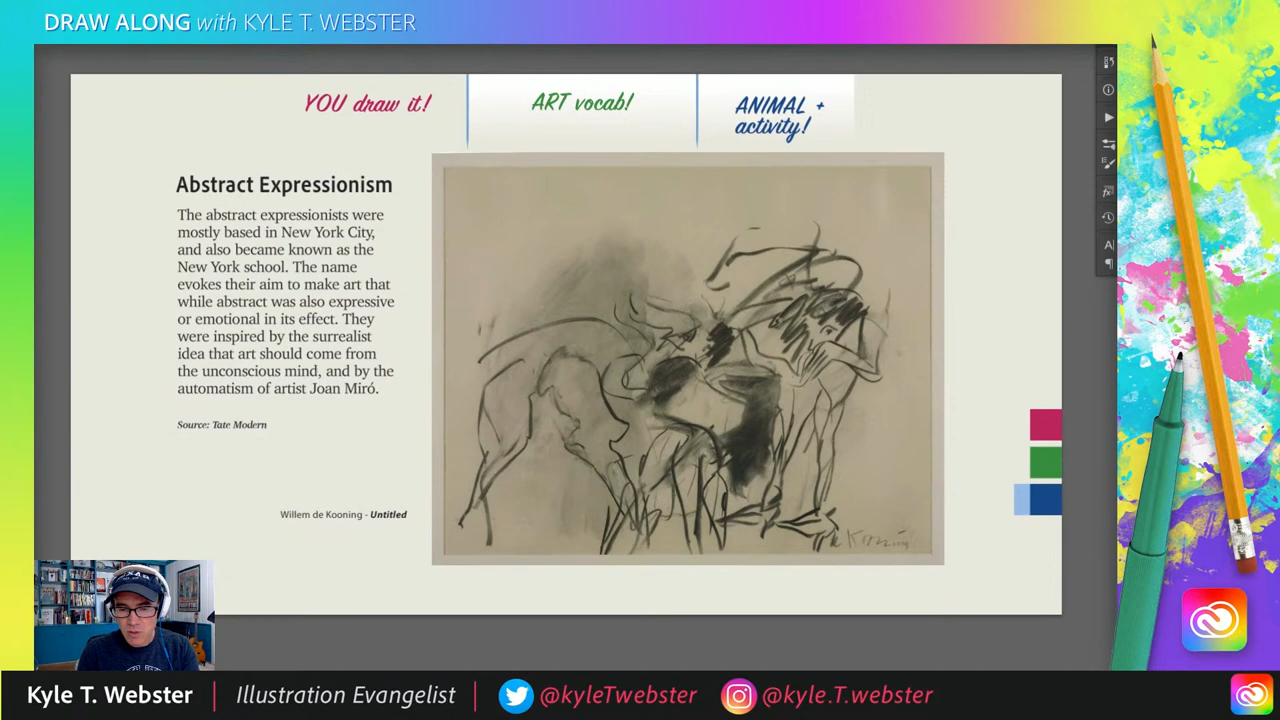 DRAW ALONG with KYLE T. WEBSTER
YOU draw it!
ART vocab!
ANIMAL +
activity!
Abstract Expressionism
The abstract expressionists were
mostly based in New York City,
and also became known as the
New York school. The name
evokes their aim to make art that
while abstract was also expressive
or emotional in its effect. They
were inspired by the surrealist
idea that art should come from
the unconscious mind, and by the
automatism of artist Joan Miró.
Source: Tate Modern
Willem de Kooning - Untitled
Kyle T. Webster | Illustration Evangelist | @kyleTwebster @kyle.T.webster